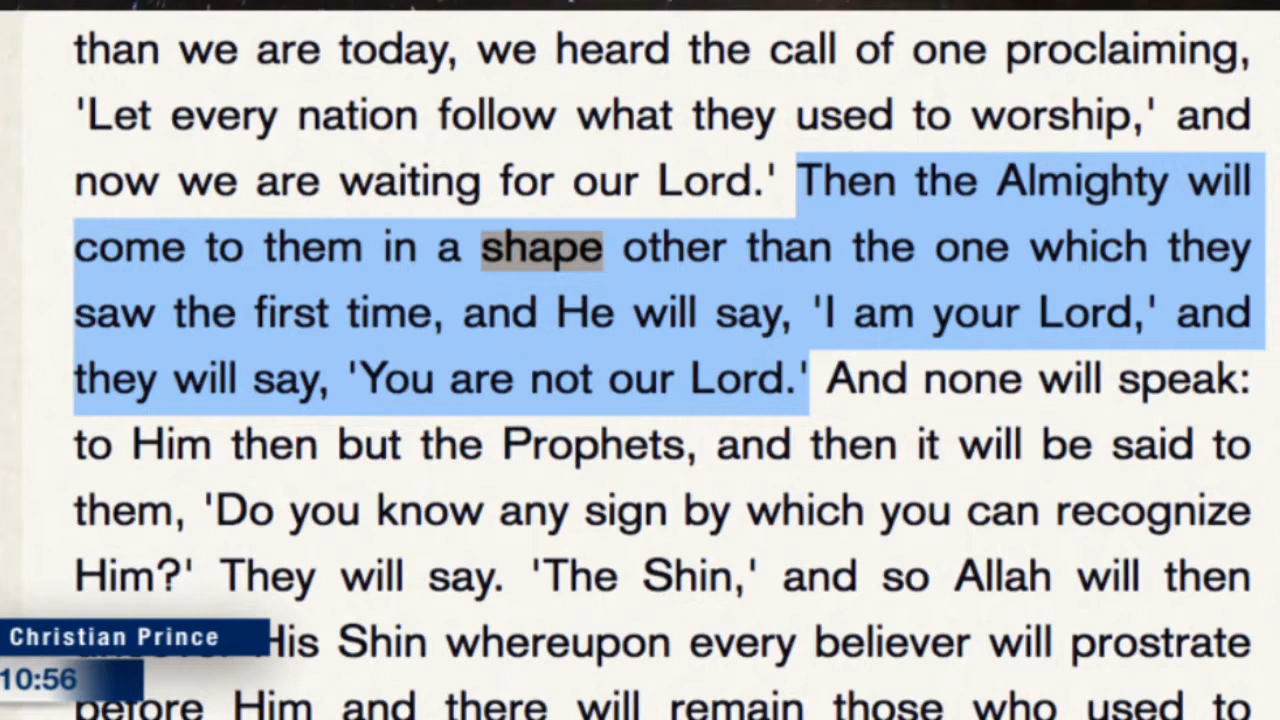 than we are today, we heard the call of one proclaiming,
'Let every nation follow what they used to worship,' and
now we are waiting for our Lord.' Then the Almighty will
come to them in a shape other than the one which they
saw the first time, and He will say, 'I am your Lord,' and
they will say, 'You are not our Lord.' And none will speak:
to Him then but the Prophets, and then it will be said to
them, 'Do you know any sign by which you can recognize
Him?' They will say. 'The Shin,' and so Allah will then
His Shin whereupon every believer will prostrate
before Him and there will remain those who used to
Christian Prince
10:56